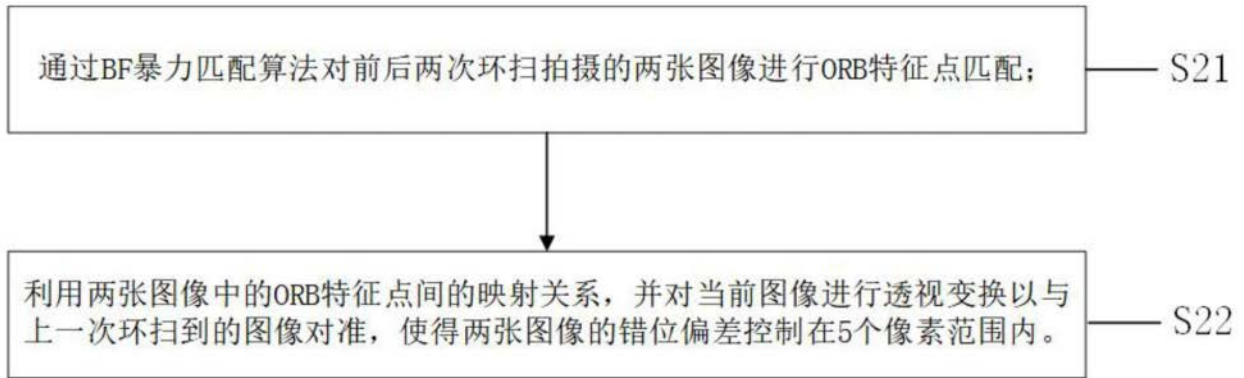 通过BF暴力匹配算法对前后两次环扫拍摄的两张图像进行ORB特征点匹配；
S21
利用两张图像中的ORB特征点间的映射关系，并对当前图像进行透视变换以与
上一次环扫到的图像对准，使得两张图像的错位偏差控制在5个像素范围内。
S22